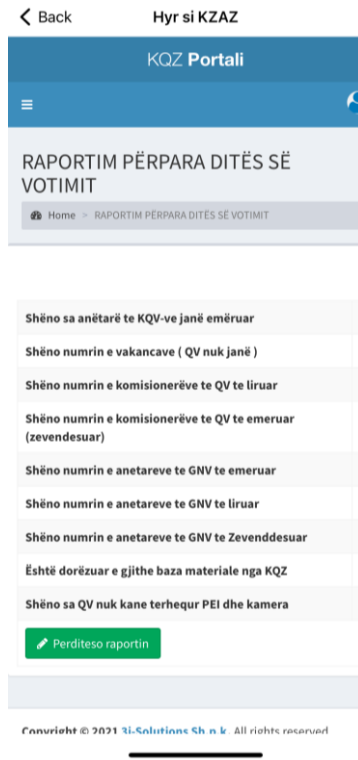 Back
Hyr si KZAZ
KQZ Portali
RAPORTIM PËRPARA DITËS SË
VOTIMIT
Home > RAPORTIM PËRPARA DITËS SË VOTIMIT
Shëno sa anëtarë te KQV-ve janë emëruar
Shëno numrin e vakancave ( QV nuk janë )
Shëno numrin e komisionerëve te QV te liruar
Shëno numrin e komisionerëve te QV te emeruar
(zevendesuar)
Shëno numrin e anetareve te GNV te emeruar
Shëno numrin e anetareve te GNV te liruar
Shëno numrin e anetareve te GNV te Zevenddesuar
Është dorëzuar e gjithe baza materiale nga KQZ
Shëno sa QV nuk kane terhequr PEI dhe kamera
Perditeso raportin
Copyright © 2021 3i-Solutions Sh.p.k. All rights reserved